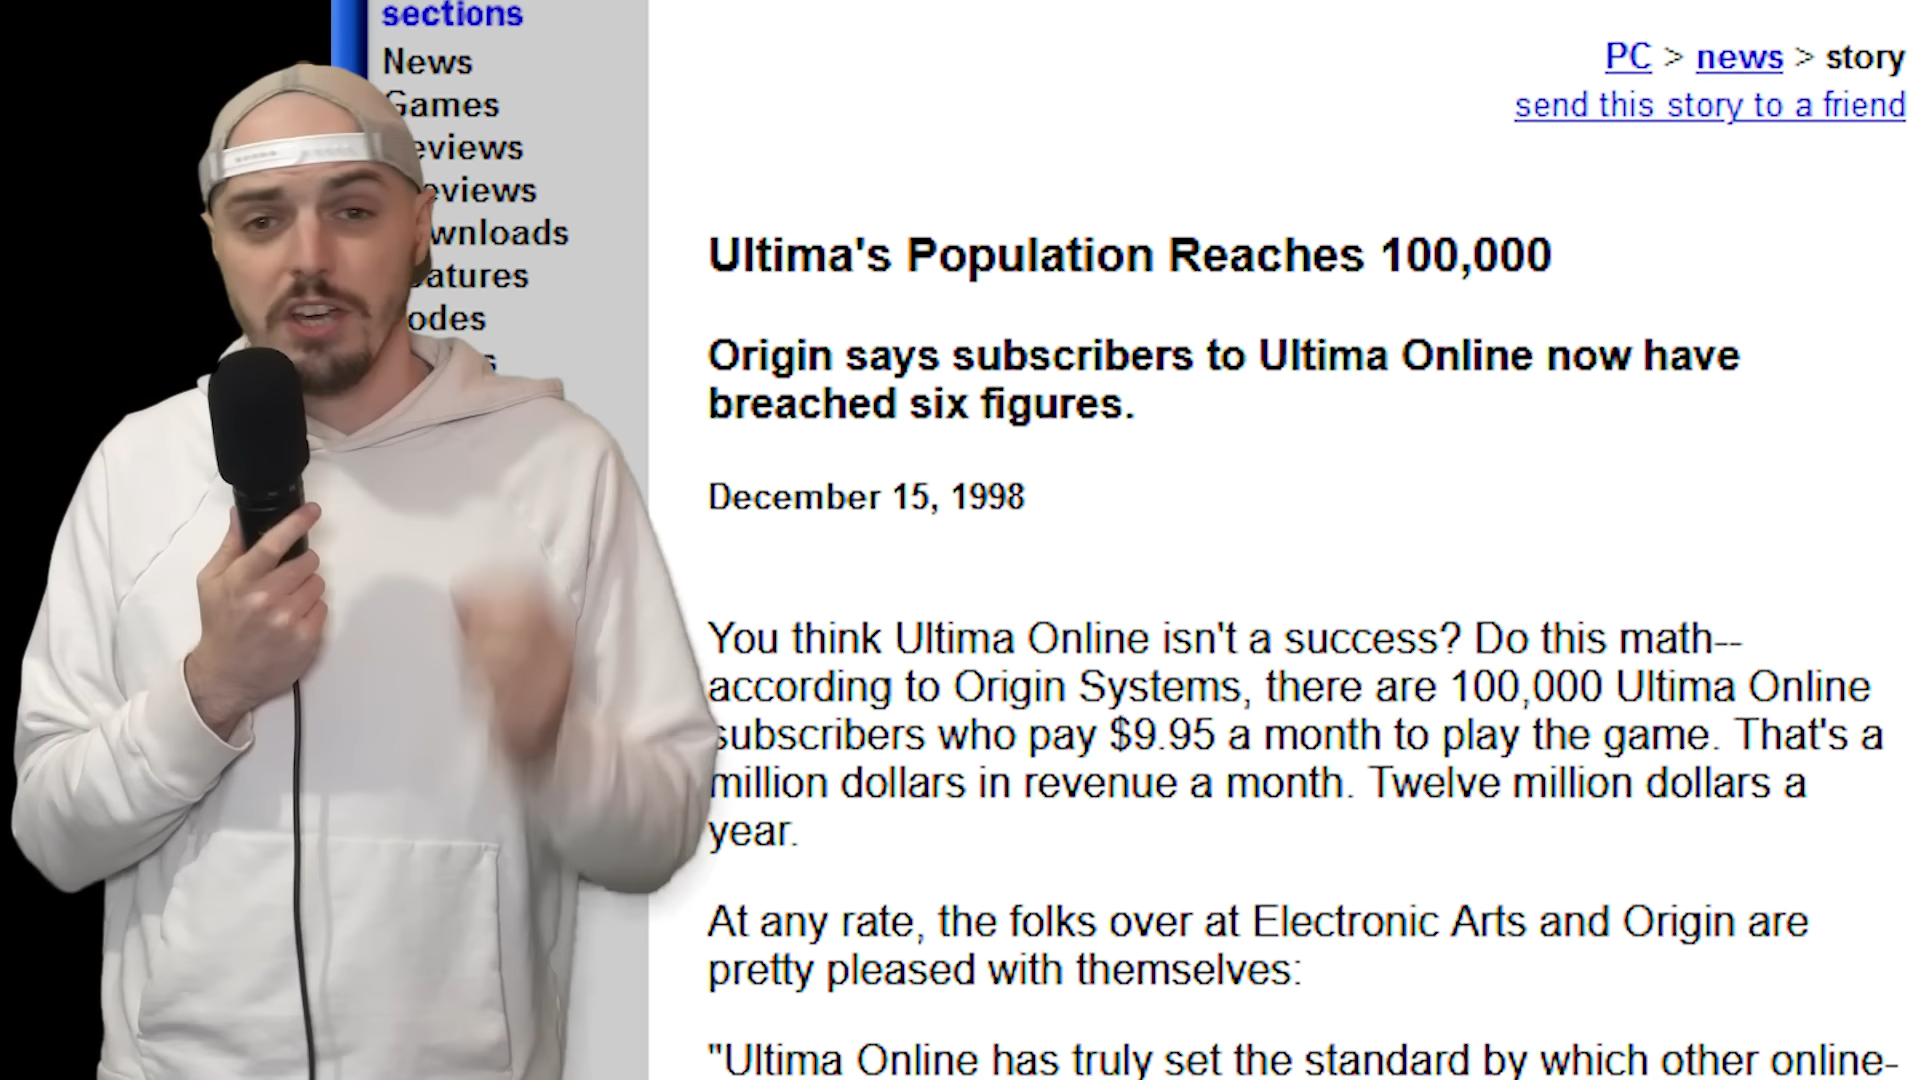 sections
News
Games
eviews
eviews
wnloads
atures
odes
s
PC > news > story
send this story to a friend
Ultima's Population Reaches 100,000
Origin says subscribers to Ultima Online now have
breached six figures.
December 15, 1998
You think Ultima Online isn't a success? Do this math--
according to Origin Systems, there are 100,000 Ultima Online
subscribers who pay $9.95 a month to play the game. That's a
million dollars in revenue a month. Twelve million dollars a
year.
At any rate, the folks over at Electronic Arts and Origin are
pretty pleased with themselves:
"Ultima Online has truly set the standard by which other online-